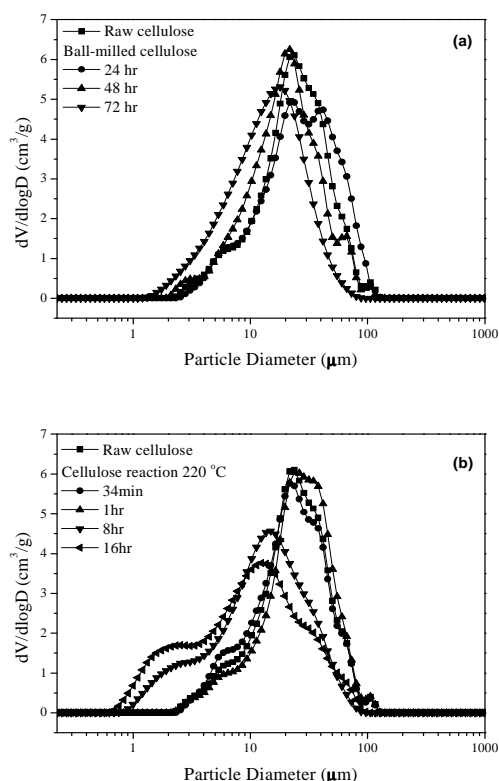 7
6
5
4
3
2
1
0
dV/dlogD (cm³/g)
Raw cellulose
Ball-milled cellulose
24 hr
48 hr
72 hr
(a)
1 10 100 1000
Particle Diameter (μm)
7
6
5
4
3
2
1
0
dV/dlogD (cm³/g)
Raw cellulose
Cellulose reaction 220 °C
34min
1hr
8hr
16hr
(b)
1 10 100 1000
Particle Diameter (μm)